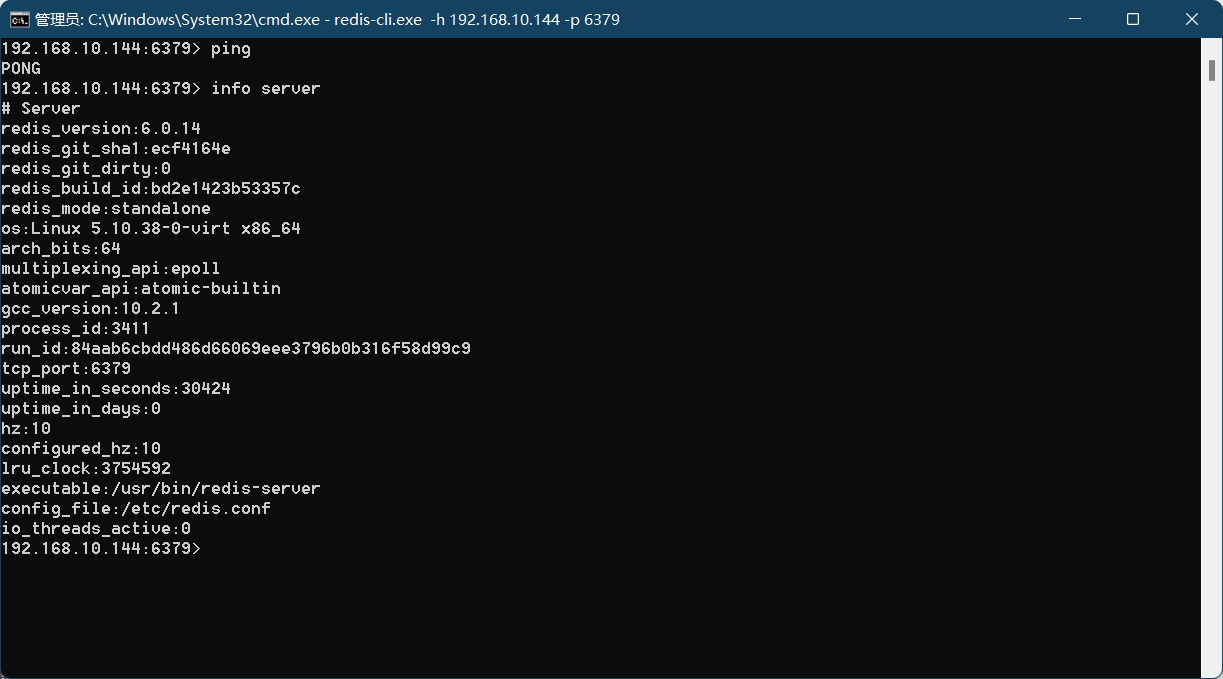 管理员: C:\Windows\System32\cmd.exe - redis-cli.exe  -h 192.168.10.144 -p 6379
192.168.10.144:6379> ping
PONG
192.168.10.144:6379> info server
# Server
redis_version:6.0.14
redis_git_sha1:ecf4164e
redis_git_dirty:0
redis_build_id:bd2e1423b53357c
redis_mode:standalone
os:Linux 5.10.38-0-virt x86_64
arch_bits:64
multiplexing_api:epoll
atomicvar_api:atomic-builtin
gcc_version:10.2.1
process_id:3411
run_id:84aab6cbdd486d66069eee3796b0b316f58d99c9
tcp_port:6379
uptime_in_seconds:30424
uptime_in_days:0
hz:10
configured_hz:10
lru_clock:3754592
executable:/usr/bin/redis-server
config_file:/etc/redis.conf
io_threads_active:0
192.168.10.144:6379>